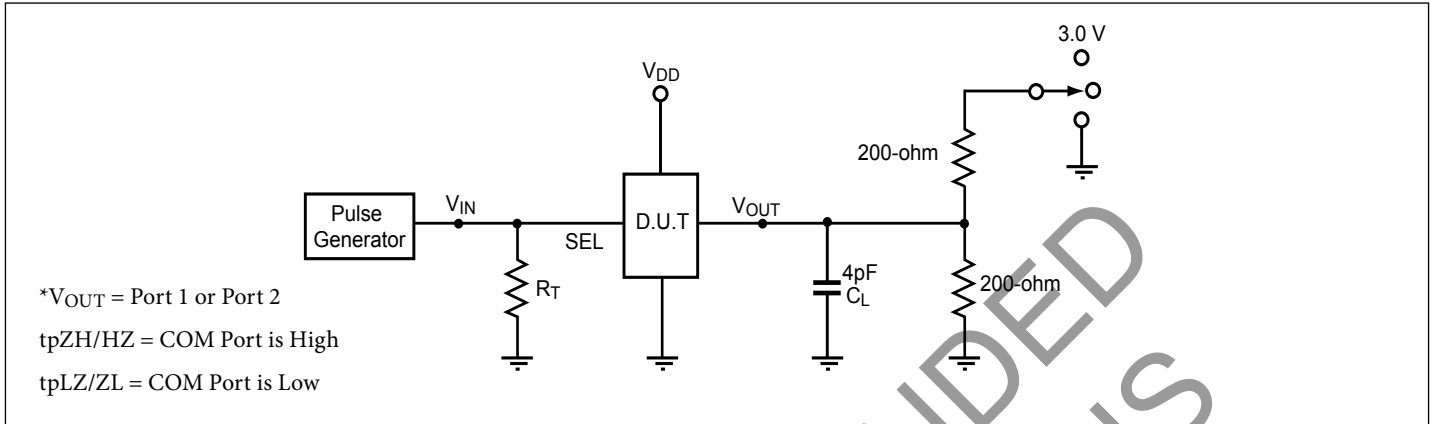 3.0 V
VDD
200-ohm
Pulse
Generator
VIN
SEL
D.U.T
VOUT
RT
4pF
CL
200-ohm
*VOUT = Port 1 or Port 2
tpZH/HZ = COM Port is High
tpLZ/ZL = COM Port is Low